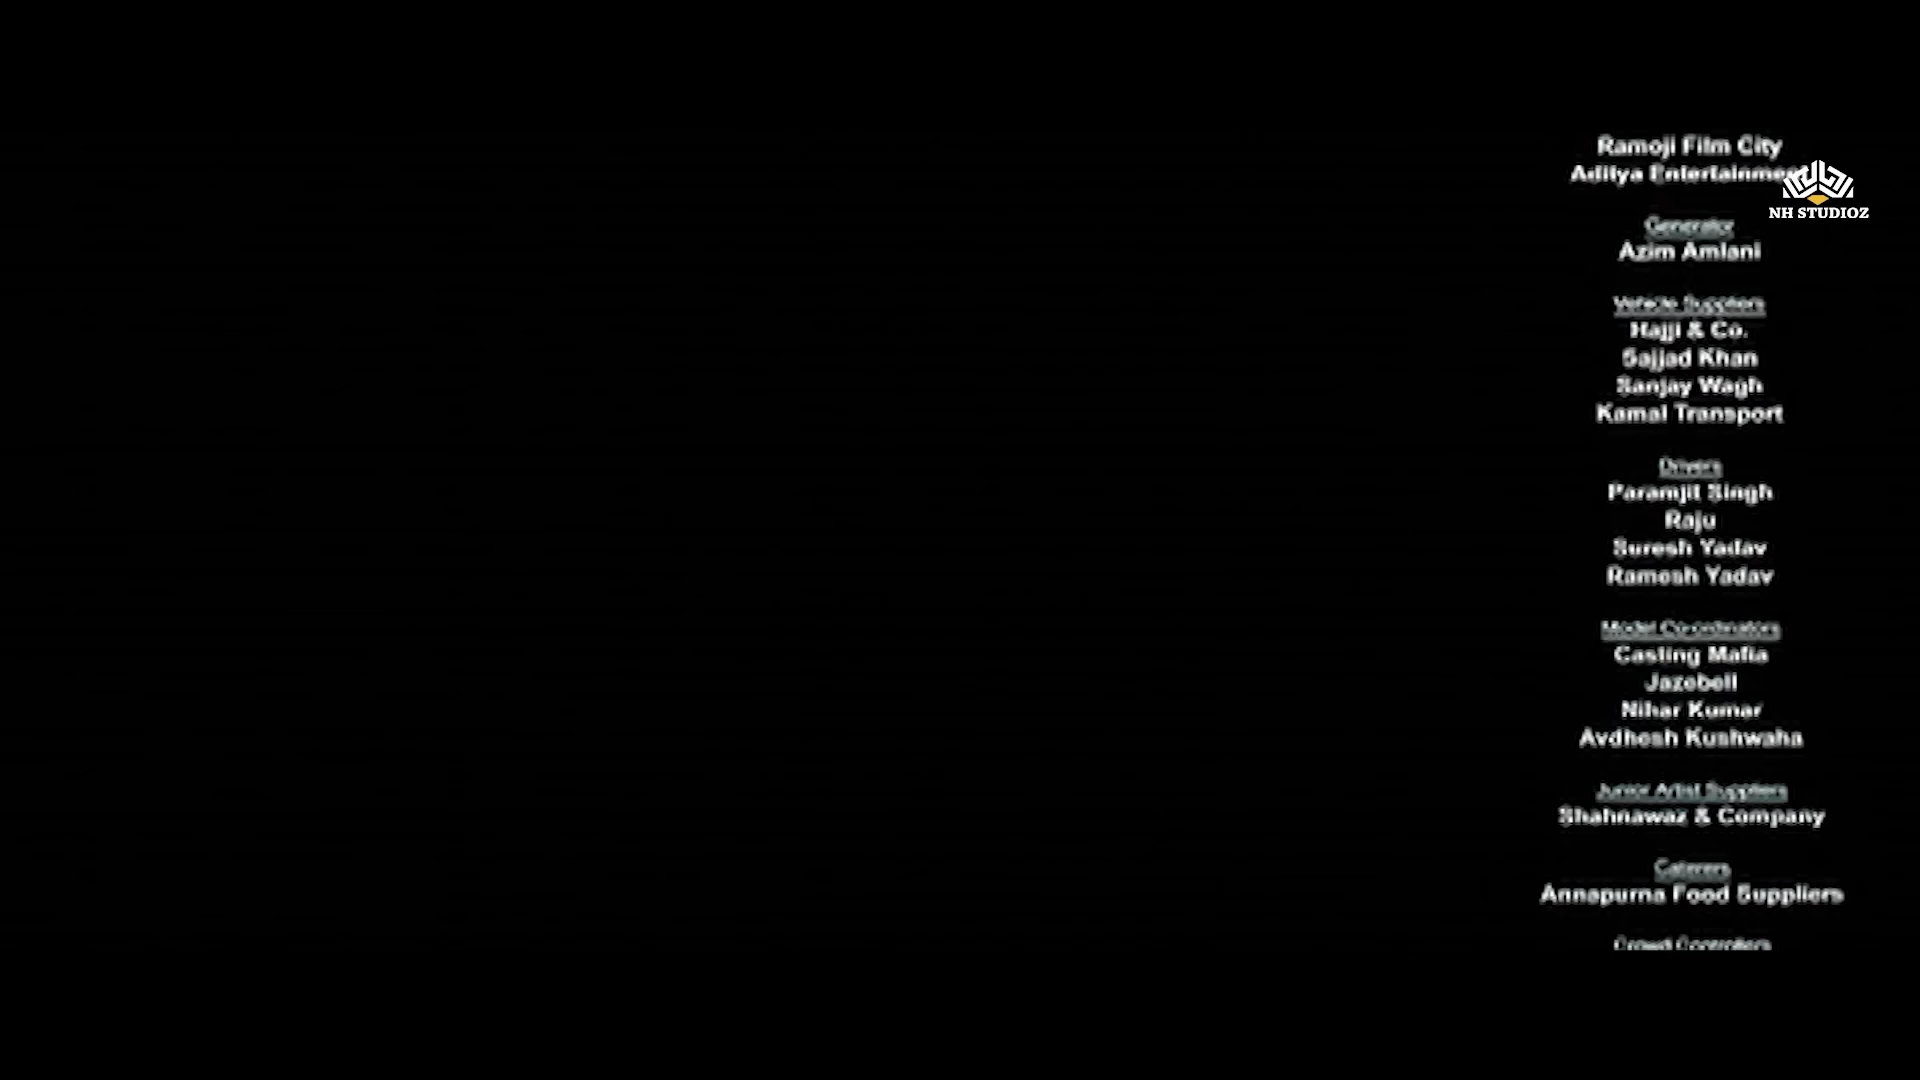 Ramoji Film City
Aditya Entertainment
NH STUDIOZ
Generator
Azim Amlani
Vehicle Suppliers
Hajji & Co.
Sajjad Khan
Sanjay Wagh
Kamal Transport
Drivers
Paramjit Singh
Raju
Suresh Yadav
Ramesh Yadav
Model Co-ordinators
Casting Mafia
Jazebell
Nihar Kumar
Avdhesh Kushwaha
Junior Artist Suppliers
Shahnawaz & Company
Caterers
Annapurna Food Suppliers
Crowd Controllers